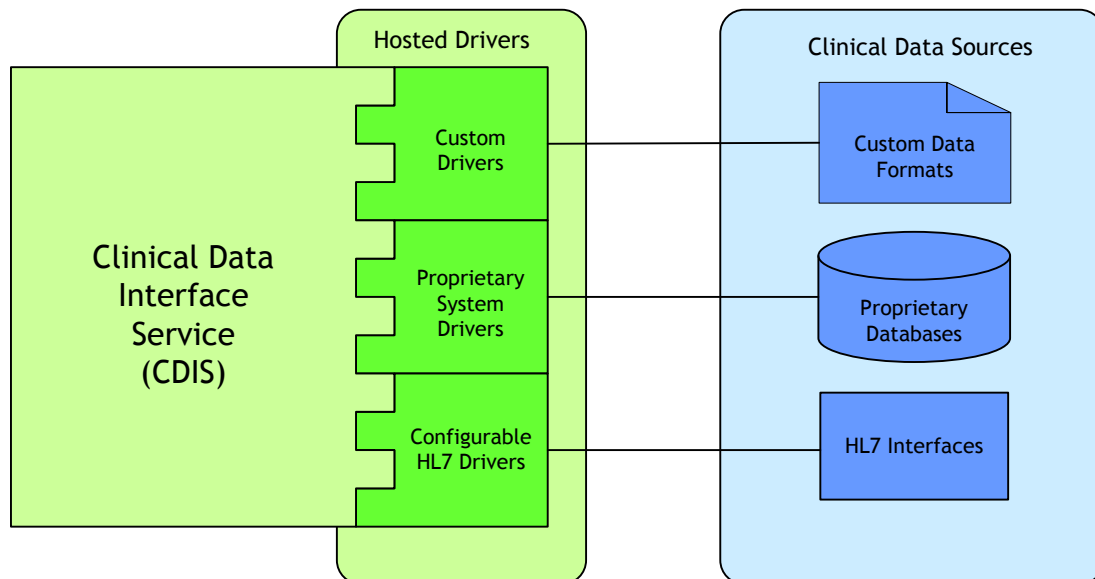 Hosted Drivers
Clinical Data Sources
Clinical Data
Interface
Service
(CDIS)
Custom
Drivers
Custom Data
Formats
Proprietary
System
Drivers
Proprietary
Databases
Configurable
HL7 Drivers
HL7 Interfaces